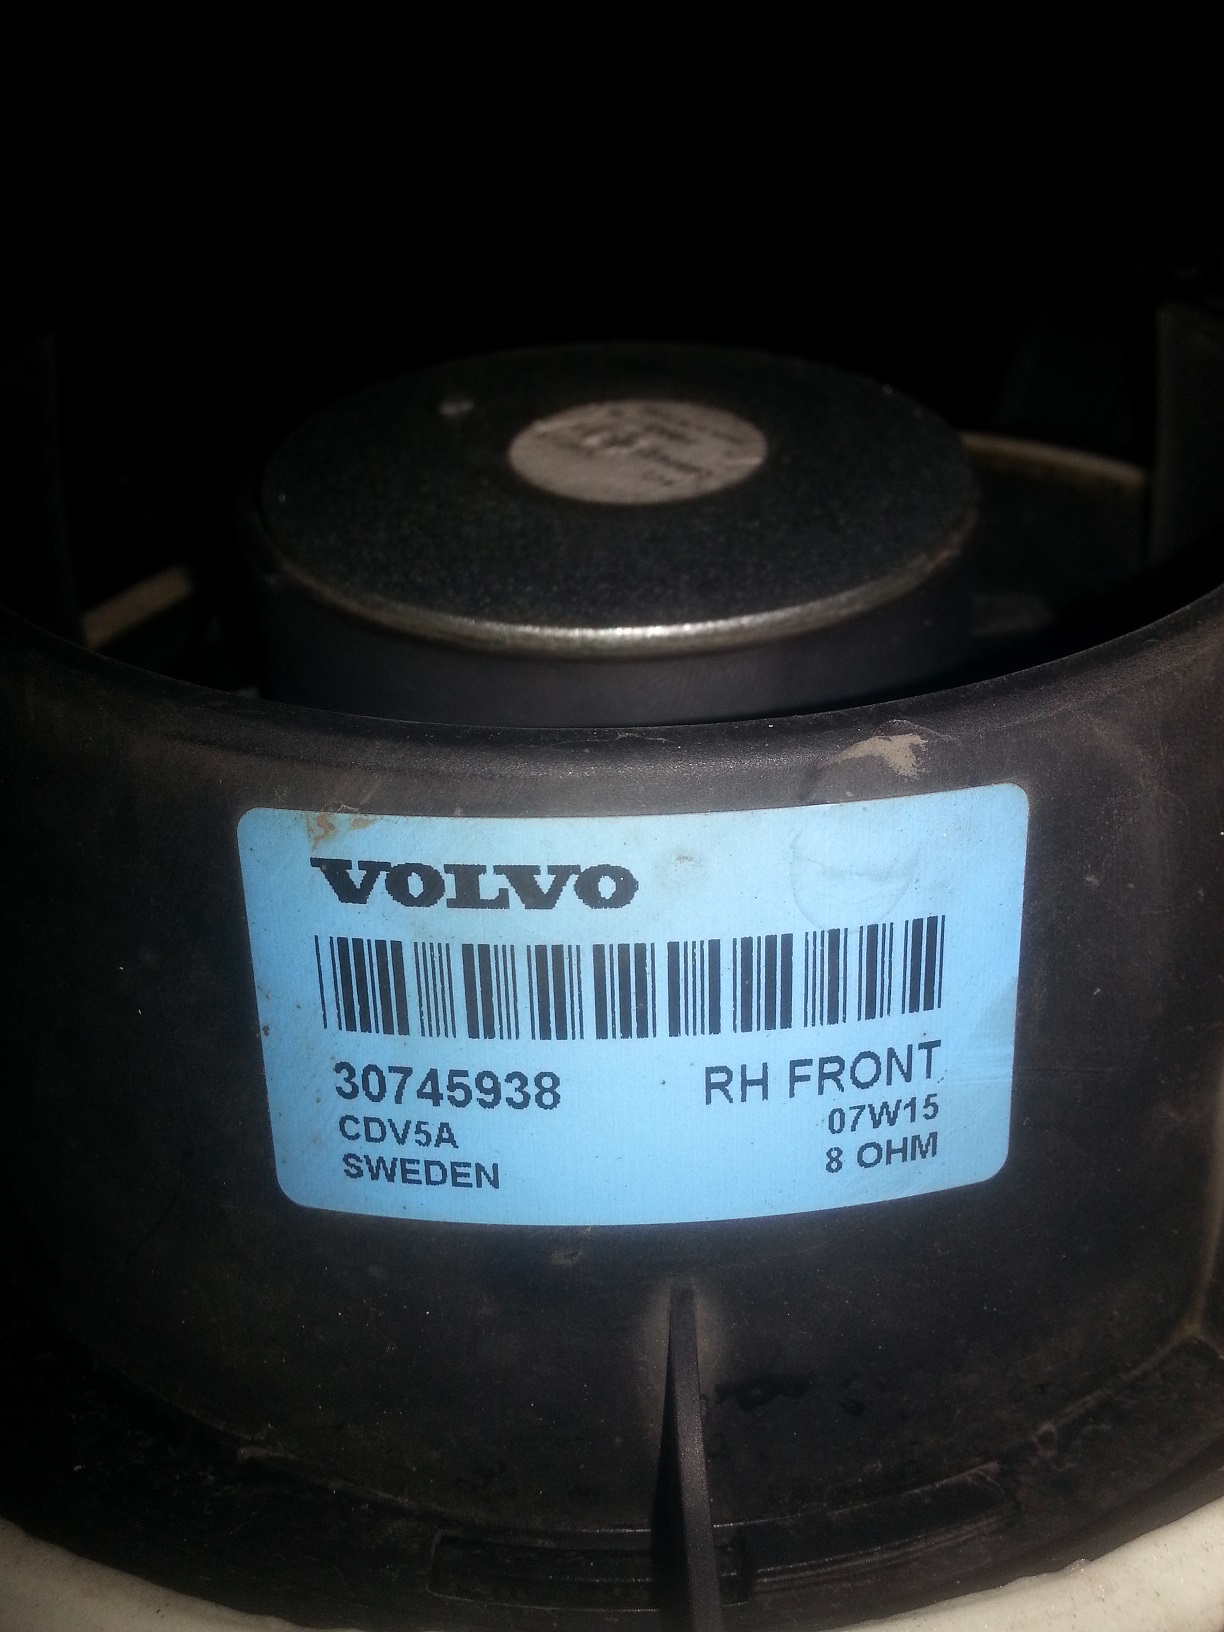 VOLVO
30745938 RH FRONT
CDV5A 07W15
SWEDEN 8 OHM